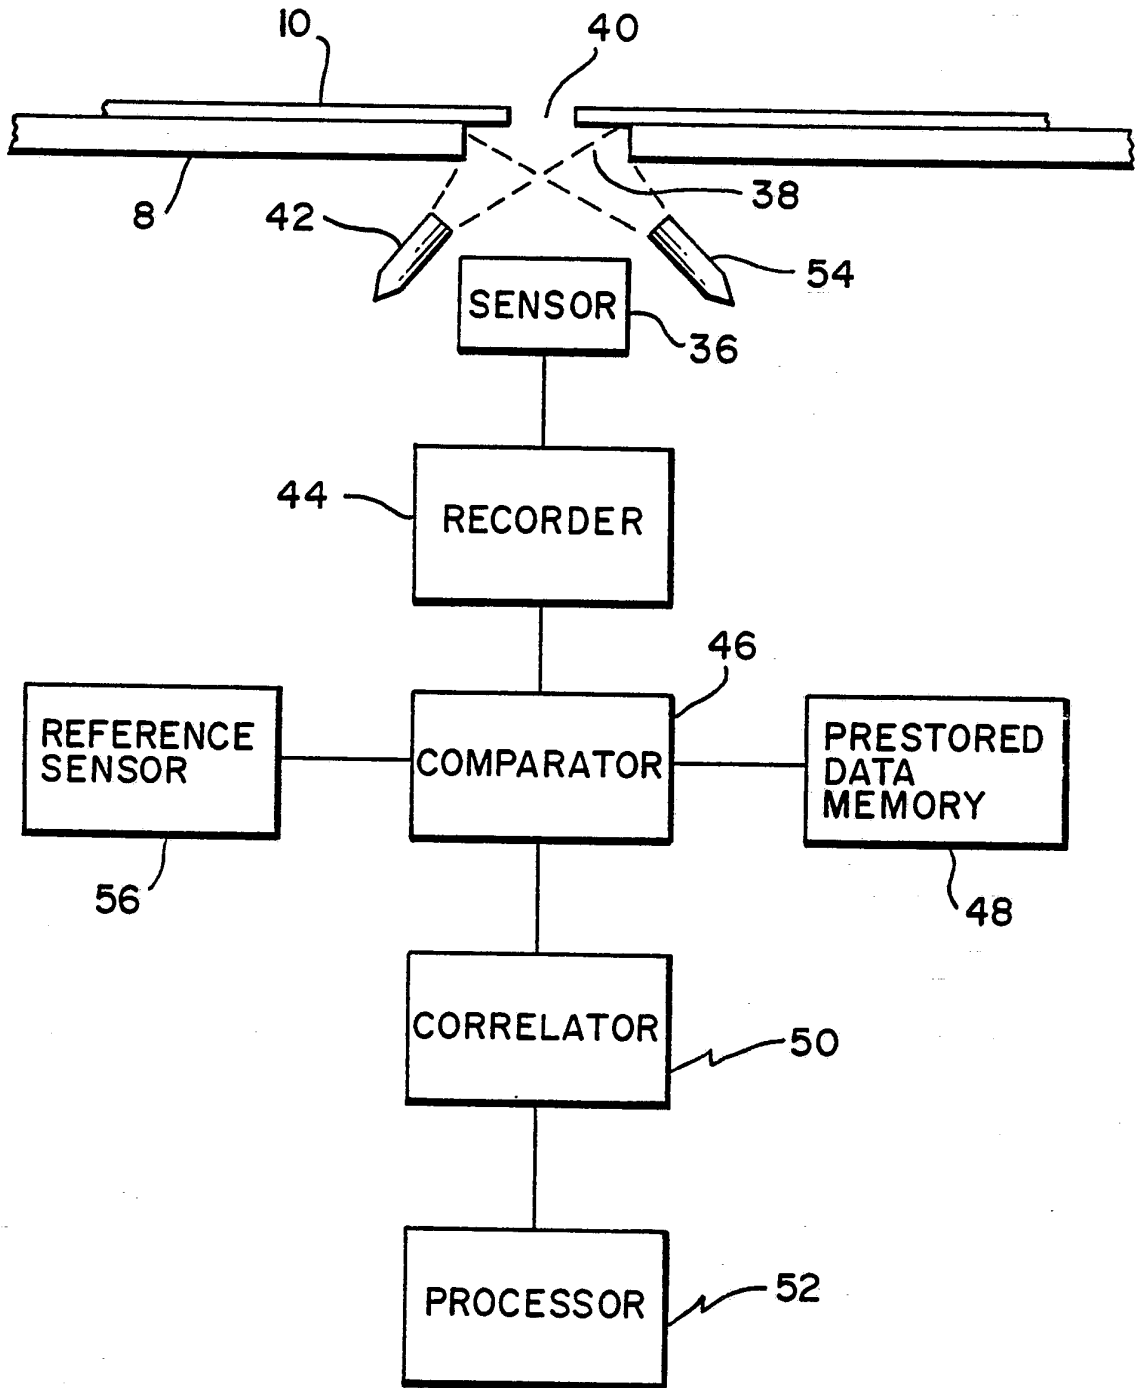 10
40
8
42
38
54
SENSOR
36
44
RECORDER
46
REFERENCE
SENSOR
COMPARATOR
PRESTORED
DATA
MEMORY
56
48
CORRELATOR
50
PROCESSOR
52